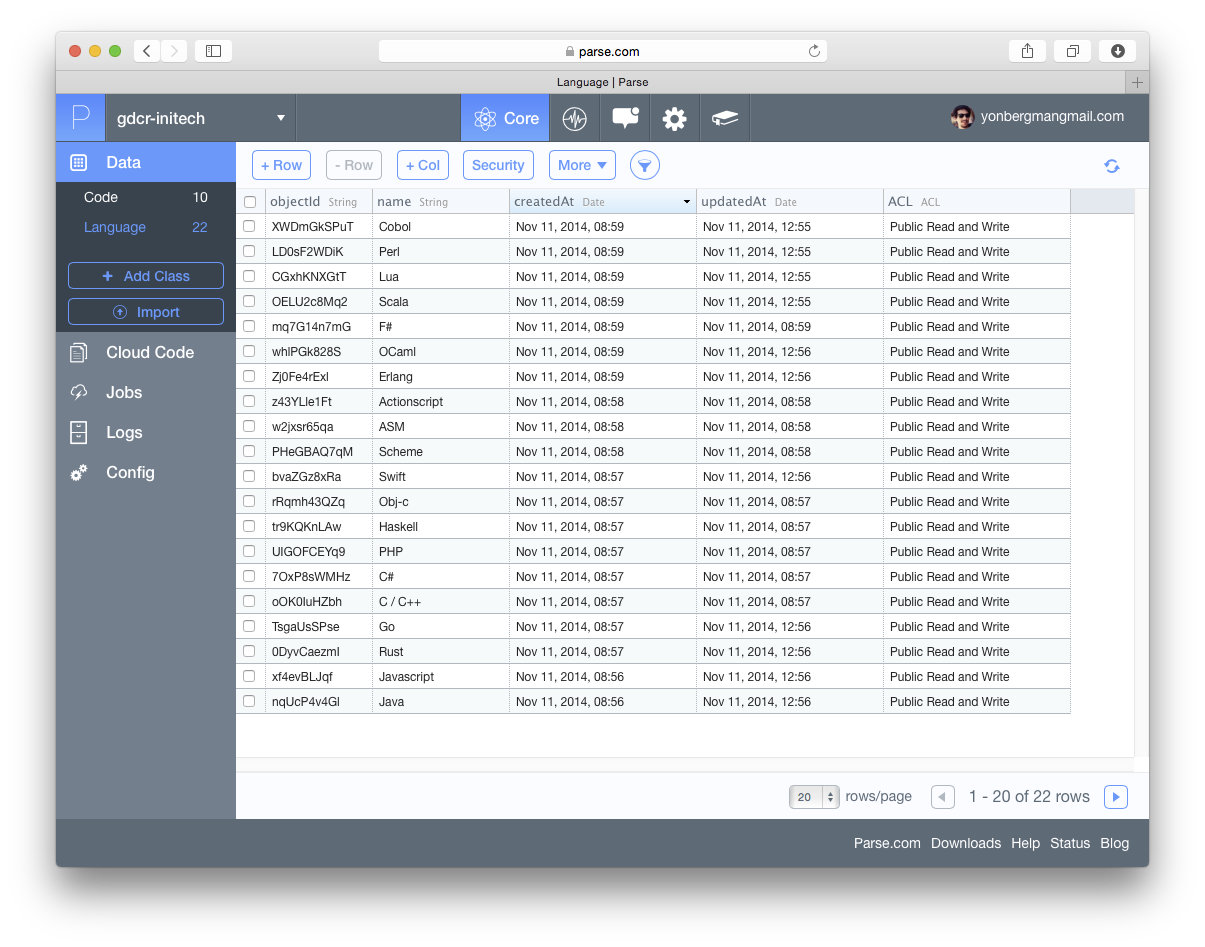 parse.com
Language | Parse
P gdcr-initech Core yonbergmangmail.com
Data
Code 10
Language 22
+ Add Class
Import
Cloud Code
Jobs
Logs
Config
+ Row - Row + Col Security More
objectId String name String createdAt Date updatedAt Date ACL ACL
XWDmGkSPuT Cobol Nov 11, 2014, 08:59 Nov 11, 2014, 12:55 Public Read and Write
LD0sF2WDiK Perl Nov 11, 2014, 08:59 Nov 11, 2014, 12:55 Public Read and Write
CGxhKNXGtT Lua Nov 11, 2014, 08:59 Nov 11, 2014, 12:55 Public Read and Write
OELU2c8Mq2 Scala Nov 11, 2014, 08:59 Nov 11, 2014, 12:55 Public Read and Write
mq7G14n7mG F# Nov 11, 2014, 08:59 Nov 11, 2014, 08:59 Public Read and Write
whlPGk828S OCaml Nov 11, 2014, 08:59 Nov 11, 2014, 12:56 Public Read and Write
Zj0Fe4rExl Erlang Nov 11, 2014, 08:59 Nov 11, 2014, 12:56 Public Read and Write
z43YLle1Ft Actionscript Nov 11, 2014, 08:58 Nov 11, 2014, 08:58 Public Read and Write
w2jxsr65qa ASM Nov 11, 2014, 08:58 Nov 11, 2014, 08:58 Public Read and Write
PHeGBAQ7qM Scheme Nov 11, 2014, 08:58 Nov 11, 2014, 08:58 Public Read and Write
bvaZGz8xRa Swift Nov 11, 2014, 08:57 Nov 11, 2014, 12:56 Public Read and Write
rRqmh43QZq Obj-c Nov 11, 2014, 08:57 Nov 11, 2014, 08:57 Public Read and Write
tr9KQKnLAw Haskell Nov 11, 2014, 08:57 Nov 11, 2014, 08:57 Public Read and Write
UlGOFCEYq9 PHP Nov 11, 2014, 08:57 Nov 11, 2014, 08:57 Public Read and Write
7OxP8sWMHz C# Nov 11, 2014, 08:57 Nov 11, 2014, 08:57 Public Read and Write
oOK0luHZbh C / C++ Nov 11, 2014, 08:57 Nov 11, 2014, 08:57 Public Read and Write
TsgaUsSPse Go Nov 11, 2014, 08:57 Nov 11, 2014, 12:56 Public Read and Write
0DyvCaezmI Rust Nov 11, 2014, 08:57 Nov 11, 2014, 12:56 Public Read and Write
xf4evBLJqf Javascript Nov 11, 2014, 08:56 Nov 11, 2014, 12:56 Public Read and Write
nqUcP4v4Gl Java Nov 11, 2014, 08:56 Nov 11, 2014, 12:56 Public Read and Write
20 rows/page 1 - 20 of 22 rows
Parse.com Downloads Help Status Blog